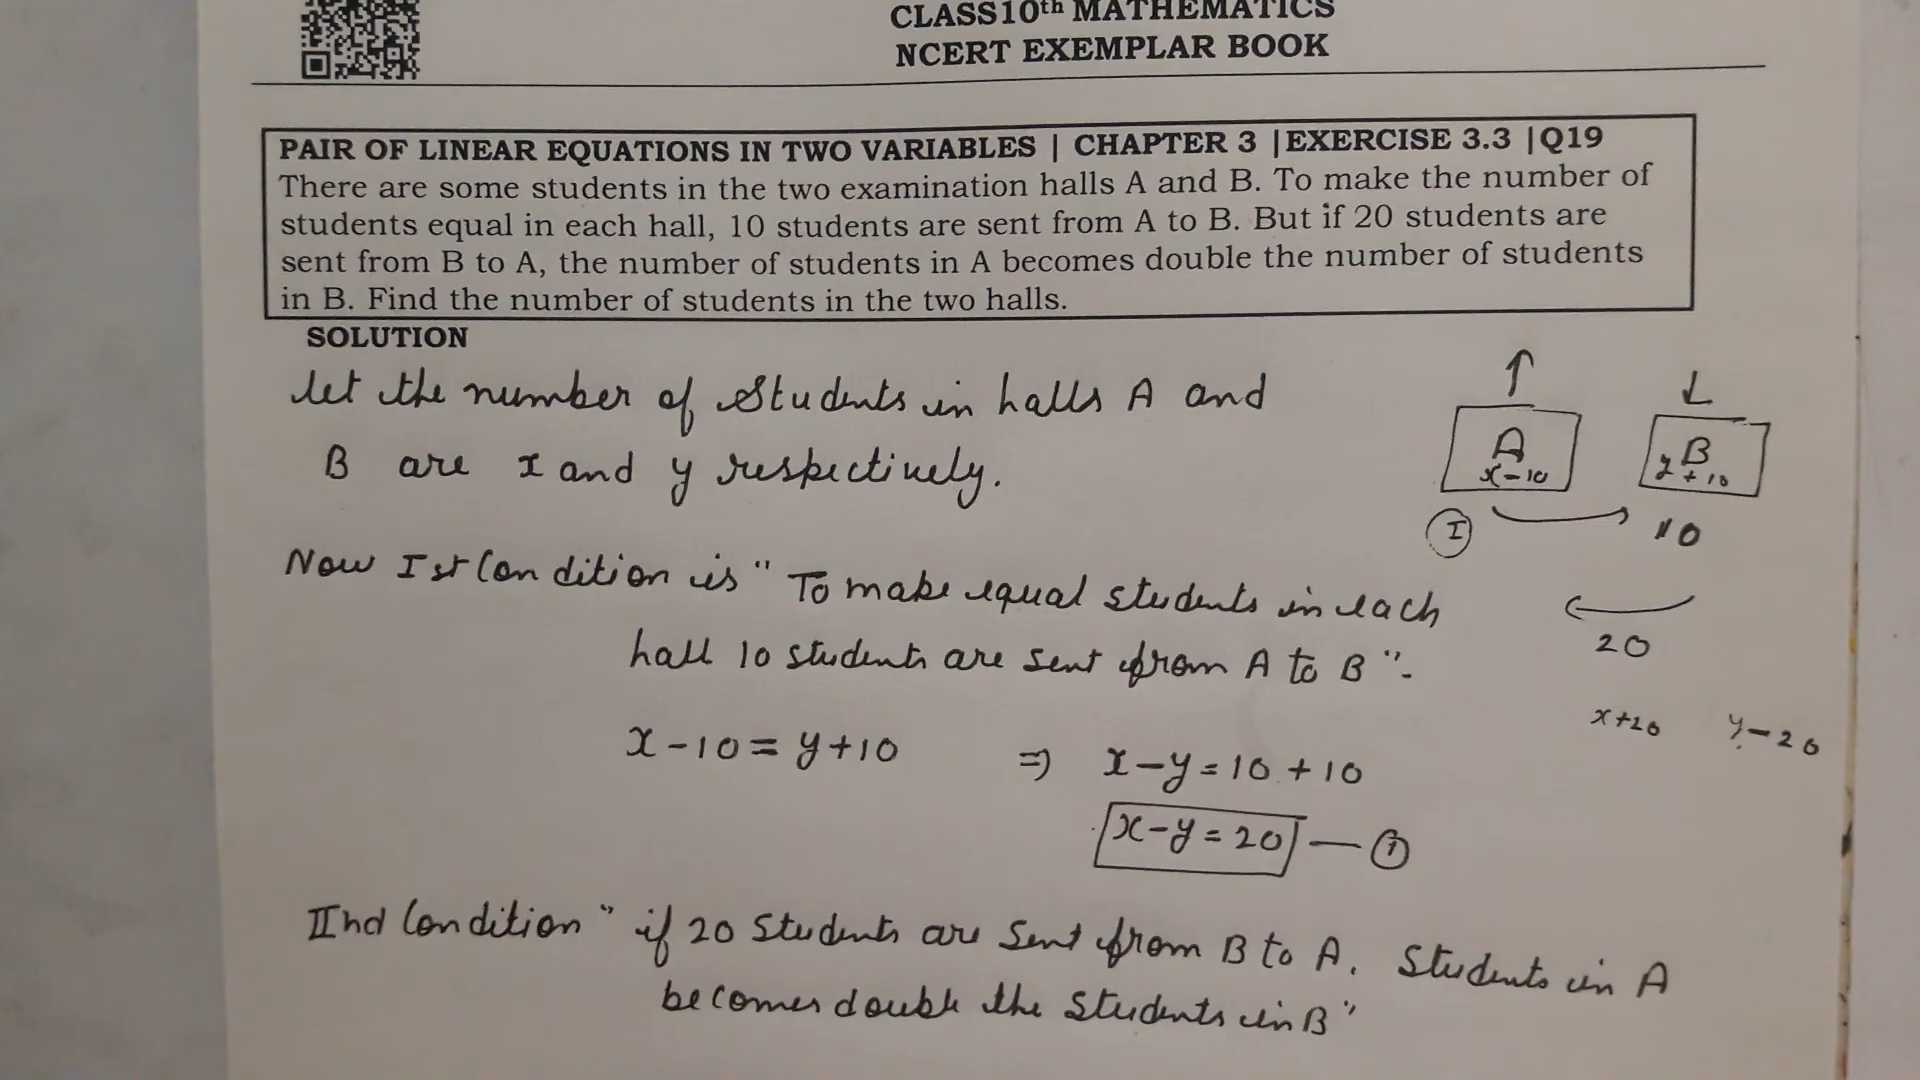 CLASS10th MATHEMATICS
NCERT EXEMPLAR BOOK
PAIR OF LINEAR EQUATIONS IN TWO VARIABLES | CHAPTER 3 |EXERCISE 3.3 |Q19
There are some students in the two examination halls A and B. To make the number of
students equal in each hall, 10 students are sent from A to B. But if 20 students are
sent from B to A, the number of students in A becomes double the number of students
in B. Find the number of students in the two halls.
SOLUTION
let the number of Students in halls A and
B are x and y respectively.
A
x-10
B
y+10
I
10
Now Ist Condition is " To make equal students in each
hall 10 students are sent from A to B".
20
x+20 y-20
x-10=y+10 ⇒ x-y=10+10
x-y=20 — 1
IInd Condition " if 20 Students are Sent from B to A. Students in A
becomes double the Students in B"